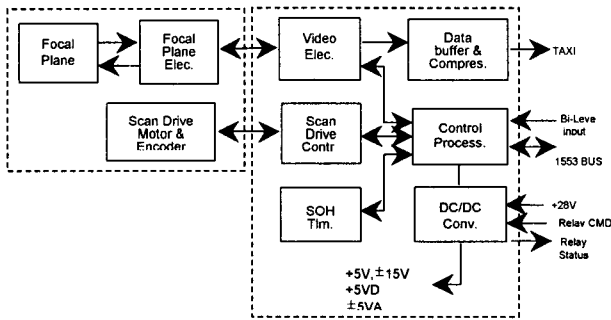 Focal
Plane
Focal
Plane
Elec.
Video
Elec.
Data
buffer &
Compres.
TAXI
Scan Drive
Motor &
Encoder
Scan Drive
Contr
Control
Process.
Bi-Leve
input
1553 BUS
SOH
Tlm.
DC/DC
Conv.
+28V
Relay CMD
Relay
Status
+5V, ±15V
+5VD
±5VA